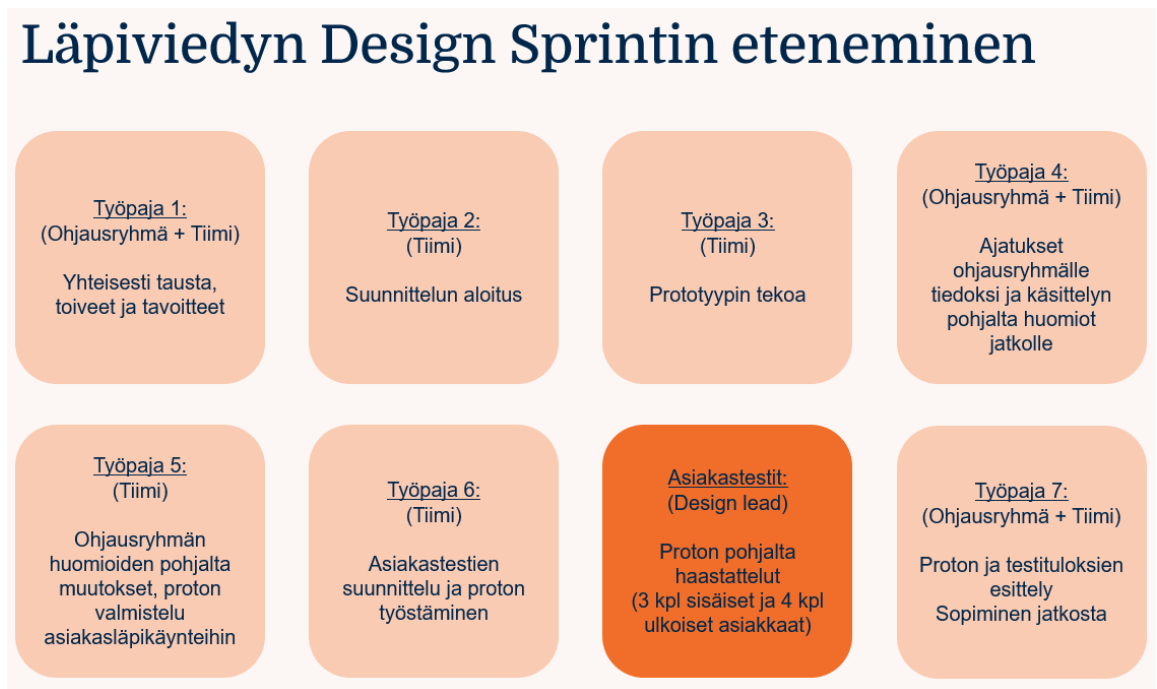 Läpiviedyn Design Sprintin eteneminen
Työpaja 1:
(Ohjausryhmä + Tiimi)
Yhteisesti tausta,
toiveet ja tavoitteet
Työpaja 2:
(Tiimi)
Suunnittelun aloitus
Työpaja 3:
(Tiimi)
Prototyypin tekoa
Työpaja 4:
(Ohjausryhmä + Tiimi)
Ajatukset
ohjausryhmälle
tiedoksi ja käsittelyn
pohjalta huomiot
jatkolle
Työpaja 5:
(Tiimi)
Ohjausryhmän
huomioiden pohjalta
muutokset, proton
valmistelu
asiakasläpikäynteihin
Työpaja 6:
(Tiimi)
Asiakastestien
suunnittelu ja proton
työstäminen
Asiakastestit:
(Design lead)
Proton pohjalta
haastattelut
(3 kpl sisäiset ja 4 kpl
ulkoiset asiakkaat)
Työpaja 7:
(Ohjausryhmä + Tiimi)
Proton ja testituloksien
esittely
Sopiminen jatkosta